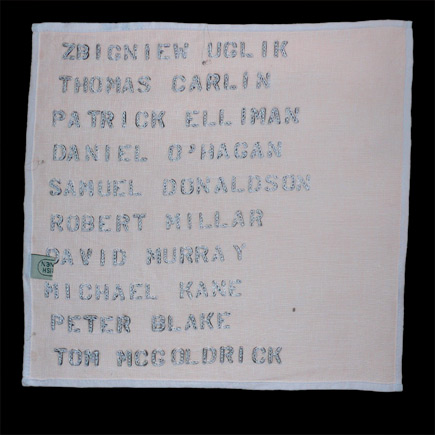 ZBIGNIEW UGLIK
THOMAS CARLIN
PATRICK ELLIMAN
DANIEL O'HAGAN
SAMUEL DONALDSON
ROBERT MILLAR
DAVID MURRAY
MICHAEL KANE
PETER BLAKE
TOM MCGOLDRICK